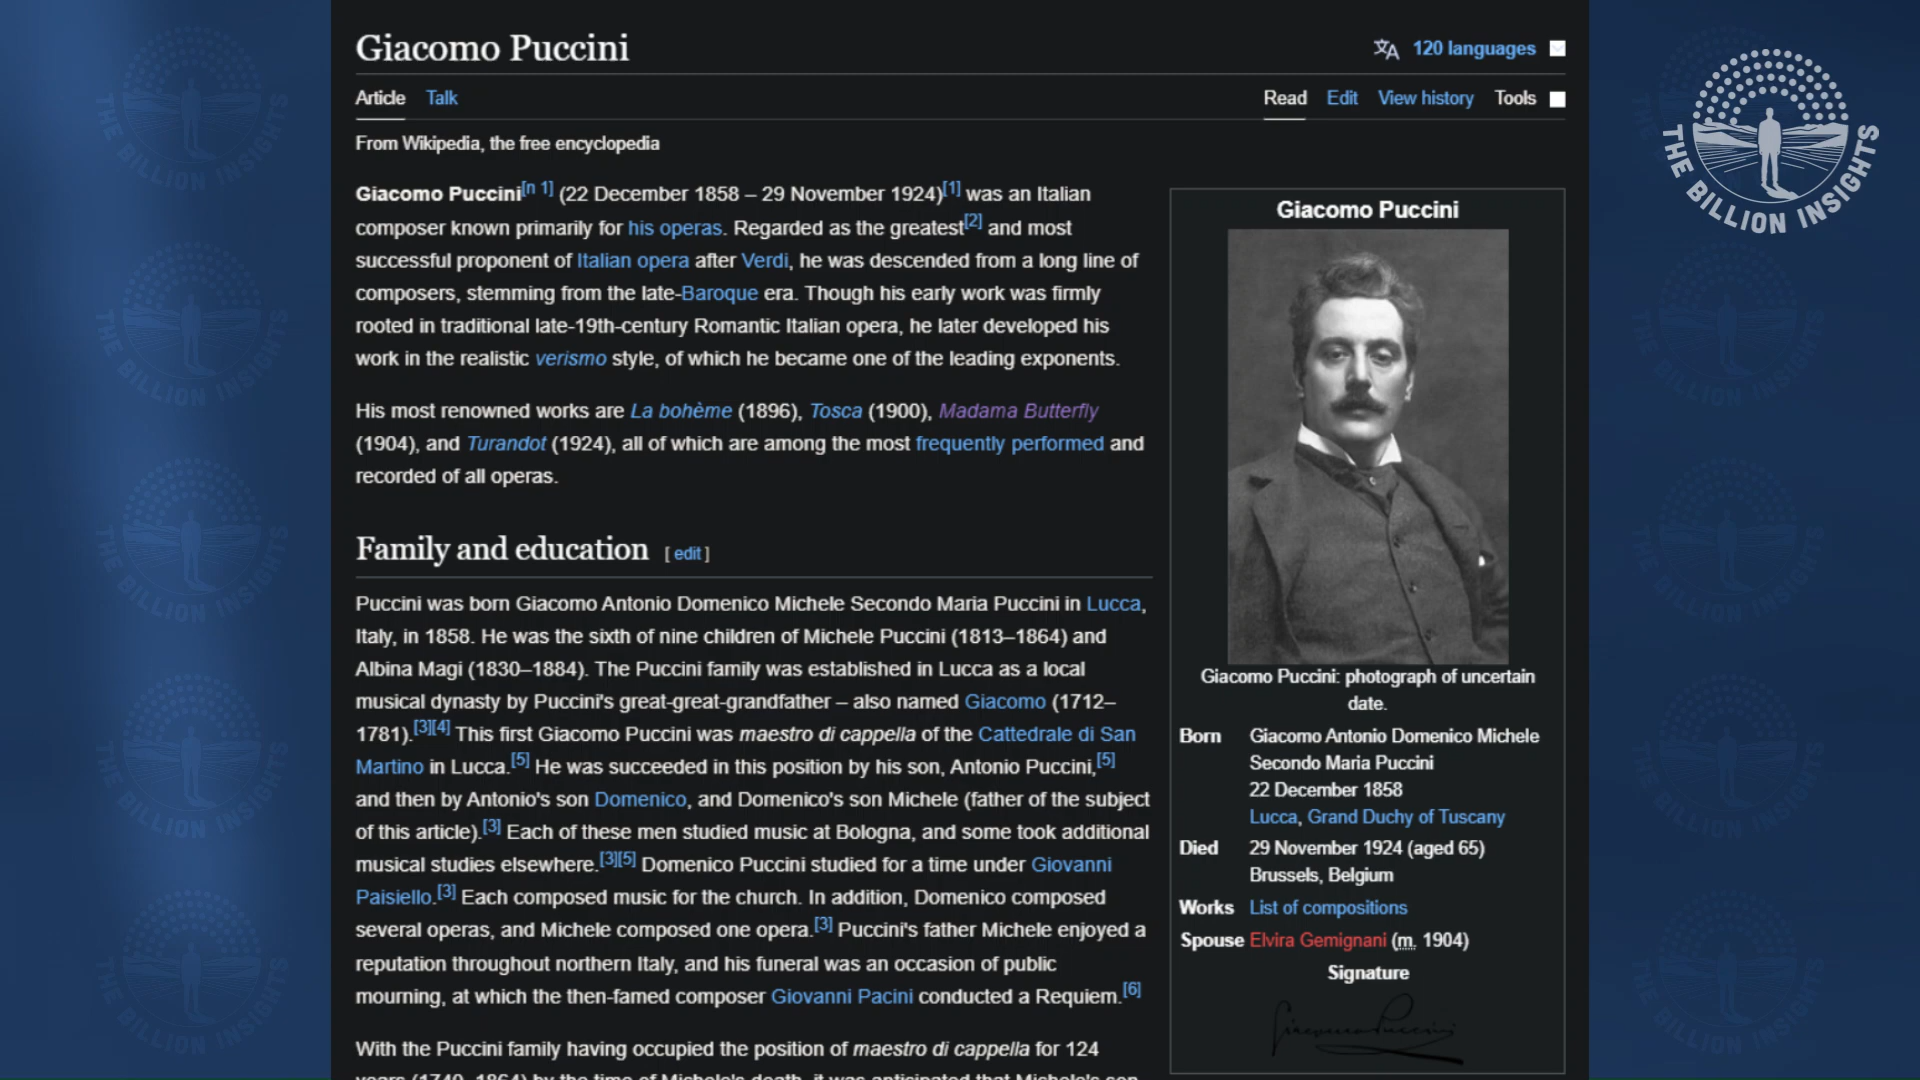 Giacomo Puccini
120 languages
Article Talk
Read Edit View history Tools
From Wikipedia, the free encyclopedia
Giacomo Puccini[n 1] (22 December 1858 – 29 November 1924)[1] was an Italian
composer known primarily for his operas. Regarded as the greatest[2] and most
successful proponent of Italian opera after Verdi, he was descended from a long line of
composers, stemming from the late-Baroque era. Though his early work was firmly
rooted in traditional late-19th-century Romantic Italian opera, he later developed his
work in the realistic verismo style, of which he became one of the leading exponents.
His most renowned works are La bohème (1896), Tosca (1900), Madama Butterfly
(1904), and Turandot (1924), all of which are among the most frequently performed and
recorded of all operas.
Family and education [ edit ]
Puccini was born Giacomo Antonio Domenico Michele Secondo Maria Puccini in Lucca,
Italy, in 1858. He was the sixth of nine children of Michele Puccini (1813–1864) and
Albina Magi (1830–1884). The Puccini family was established in Lucca as a local
musical dynasty by Puccini's great-great-grandfather – also named Giacomo (1712–
1781).[3][4] This first Giacomo Puccini was maestro di cappella of the Cattedrale di San
Martino in Lucca.[5] He was succeeded in this position by his son, Antonio Puccini,[5]
and then by Antonio's son Domenico, and Domenico's son Michele (father of the subject
of this article).[3] Each of these men studied music at Bologna, and some took additional
musical studies elsewhere.[3][5] Domenico Puccini studied for a time under Giovanni
Paisiello.[3] Each composed music for the church. In addition, Domenico composed
several operas, and Michele composed one opera.[3] Puccini's father Michele enjoyed a
reputation throughout northern Italy, and his funeral was an occasion of public
mourning, at which the then-famed composer Giovanni Pacini conducted a Requiem.[6]
With the Puccini family having occupied the position of maestro di cappella for 124
years (1740–1864) by the time of Michele's death, it was anticipated that Michele's son
Giacomo Puccini
Giacomo Puccini: photograph of uncertain
date.
Born Giacomo Antonio Domenico Michele
Secondo Maria Puccini
22 December 1858
Lucca, Grand Duchy of Tuscany
Died 29 November 1924 (aged 65)
Brussels, Belgium
Works List of compositions
Spouse Elvira Gemignani (m. 1904)
Signature
Giacomo Puccini
THE BILLION INSIGHTS